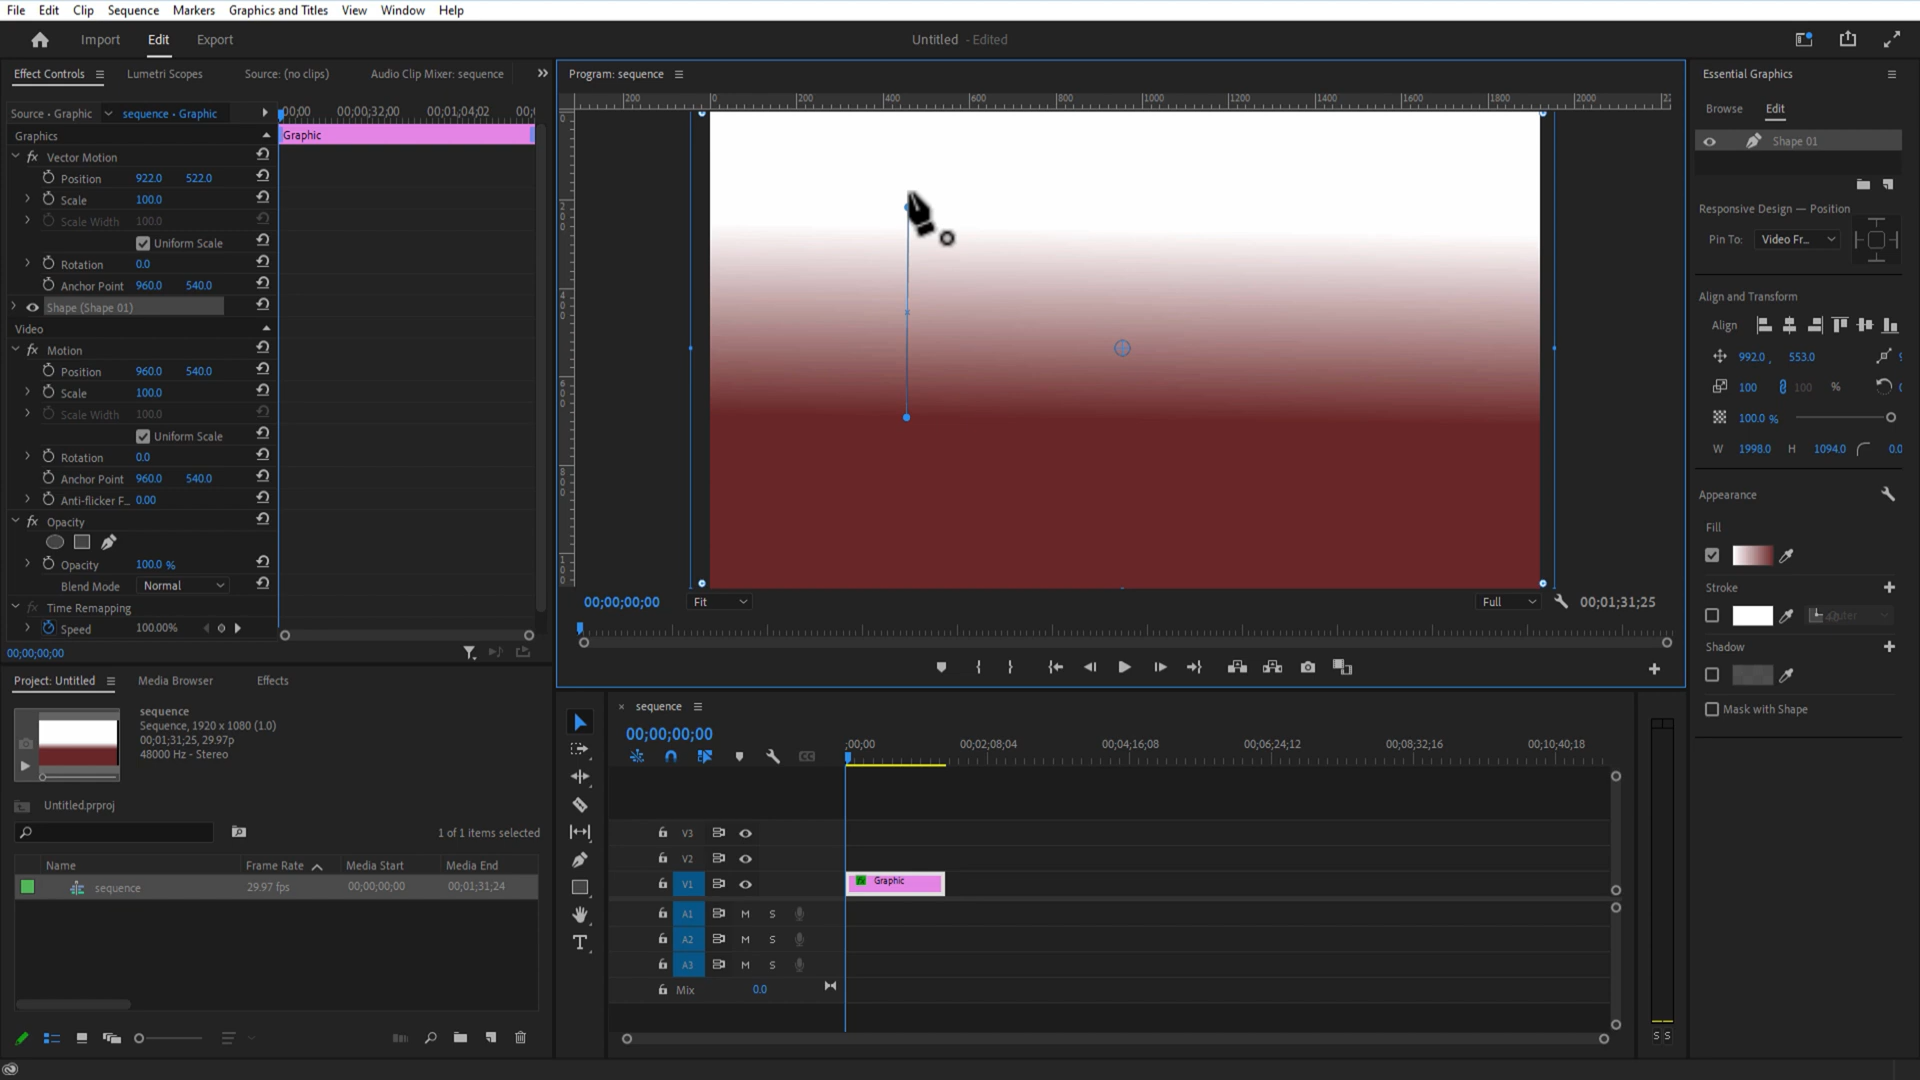 File Edit Clip Sequence Markers Graphics and Titles View Window Help
Import Edit Export Untitled - Edited
Effect Controls Lumetri Scopes Source: (no clips) Audio Clip Mixer: sequence
Source • Graphic sequence • Graphic
:00;00 00;00;32;00 00;01;04;02
Graphics
Graphic
Vector Motion
Position 922.0 522.0
Scale 100.0
Scale Width 100.0
Uniform Scale
Rotation 0.0
Anchor Point 960.0 540.0
Shape (Shape 01)
Video
Motion
Position 960.0 540.0
Scale 100.0
Scale Width 100.0
Uniform Scale
Rotation 0.0
Anchor Point 960.0 540.0
Anti-flicker F... 0.00
Opacity
Opacity 100.0 %
Blend Mode Normal
Time Remapping
Speed 100.00%
00;00;00;00
Program: sequence
200 0 200 400 600 800 1000 1200 1400 1600 1800 2000
00;00;00;00 Fit Full 00;01;31;25
Essential Graphics
Browse Edit
Shape 01
Responsive Design — Position
Pin To: Video Fr...
Align and Transform
Align
992.0 , 553.0
100 100 %
100.0 %
W 1998.0 H 1094.0 0.0
Appearance
Fill
Stroke
Shadow
Mask with Shape
Project: Untitled Media Browser Effects
sequence
Sequence, 1920 x 1080 (1.0)
00;01;31;25, 29.97p
48000 Hz - Stereo
Untitled.prproj
1 of 1 items selected
Name Frame Rate Media Start Media End
sequence 29.97 fps 00;00;00;00 00;01;31;24
× sequence
00;00;00;00
;00;00 00;02;08;04 00;04;16;08 00;06;24;12 00;08;32;16 00;10;40;18
V3
V2
V1 Graphic
A1 M S
A2 M S
A3 M S
Mix 0.0
S S